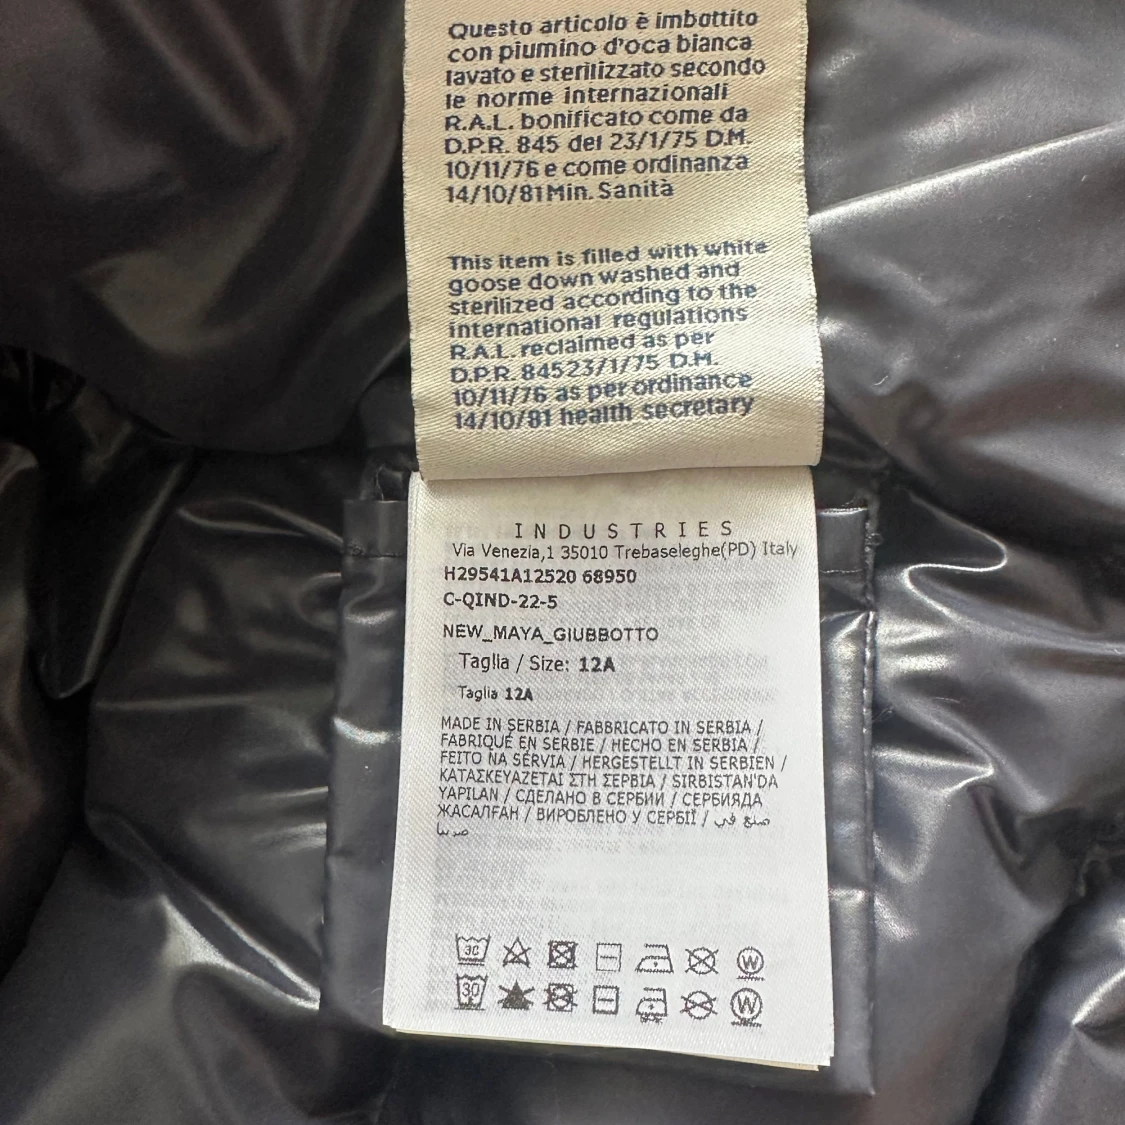 Questo articolo è imbottito
con piumino d'oca bianca
lavato e sterilizzato secondo
le norme internazionali
R.A.L. bonificato come da
D.P.R. 845 del 23/1/75 D.M.
10/11/76 e come ordinanza
14/10/81 Min. Sanità
This item is filled with white
goose down washed and
sterilized according to the
international regulations
R.A.L. reclaimed as per
D.P.R. 84523/1/75 D.M.
10/11/76 as per ordinance
14/10/81 health secretary
INDUSTRIES
Via Venezia,1 35010 Trebaseleghe(PD) Italy
H29541A12520 68950
C-QIND-22-5
NEW_MAYA_GIUBBOTTO
Taglia / Size: 12A
Taglia 12A
MADE IN SERBIA / FABBRICATO IN SERBIA /
FABRIQUÉ EN SERBIE / HECHO EN SERBIA /
FEITO NA SÉRVIA / HERGESTELLT IN SERBIEN /
ΚΑΤΑΣΚΕΥΑΖΕΤΑΙ ΣΤΗ ΣΕΡΒΙΑ / SIRBISTAN'DA
YAPILAN / СДЕЛАНО В СЕРБИИ / СЕРБИЯДА
ЖАСАЛҒАН / ВИРОБЛЕНО У СЕРБІЇ / صنع في
صربيا
30 W
30 W